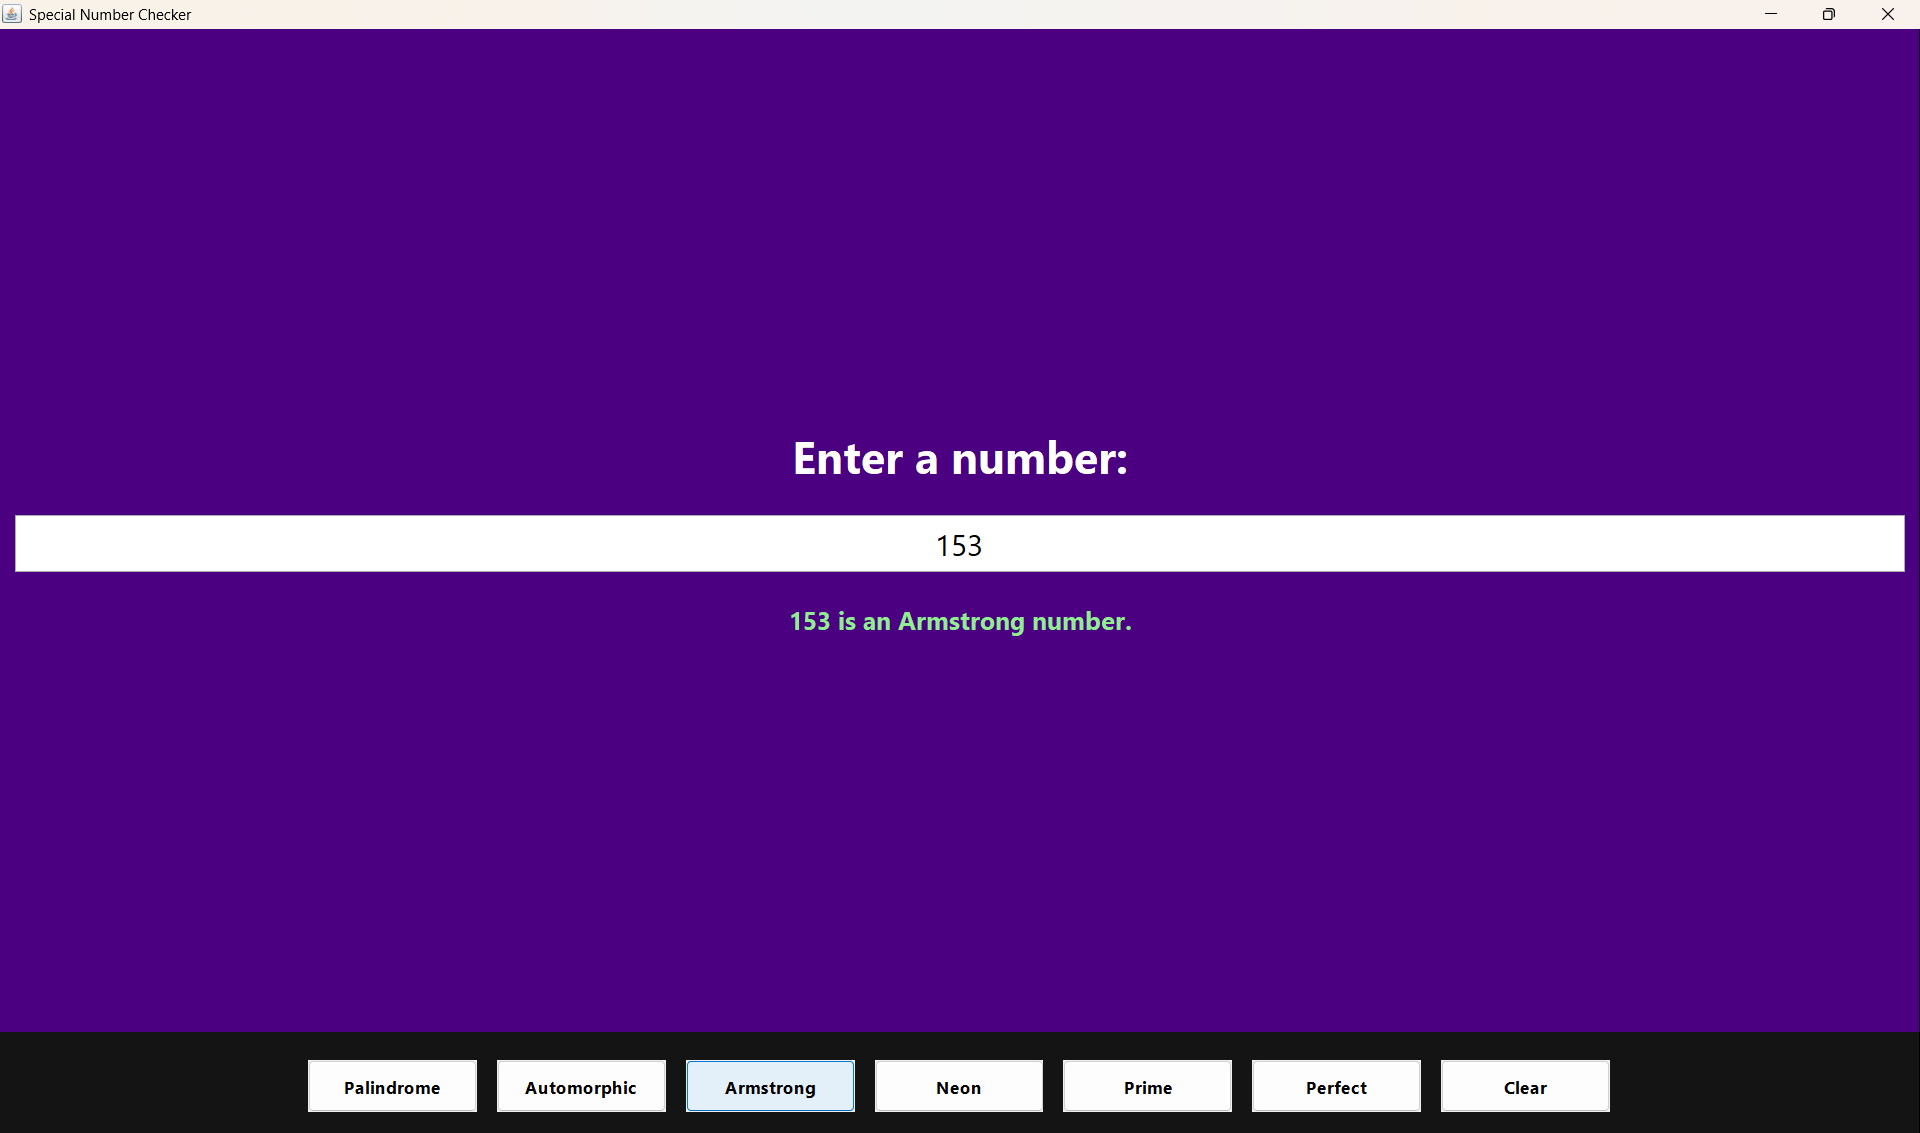 Special Number Checker
Enter a number:
153
153 is an Armstrong number.
Palindrome Automorphic Armstrong Neon Prime Perfect Clear